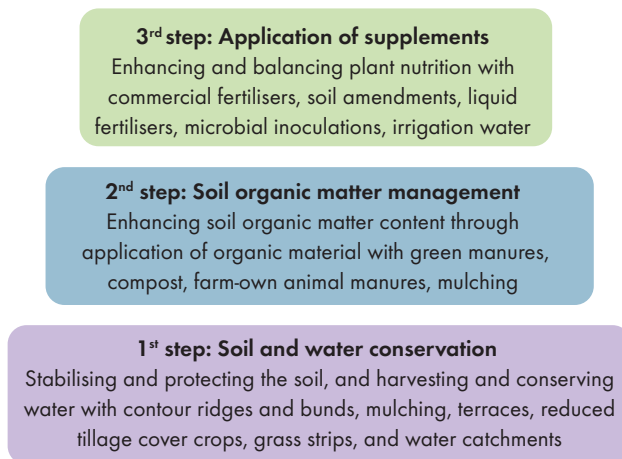 3rd step: Application of supplements
Enhancing and balancing plant nutrition with
commercial fertilisers, soil amendments, liquid
fertilisers, microbial inoculations, irrigation water
2nd step: Soil organic matter management
Enhancing soil organic matter content through
application of organic material with green manures,
compost, farm-own animal manures, mulching
1st step: Soil and water conservation
Stabilising and protecting the soil, and harvesting and conserving
water with contour ridges and bunds, mulching, terraces, reduced
tillage cover crops, grass strips, and water catchments